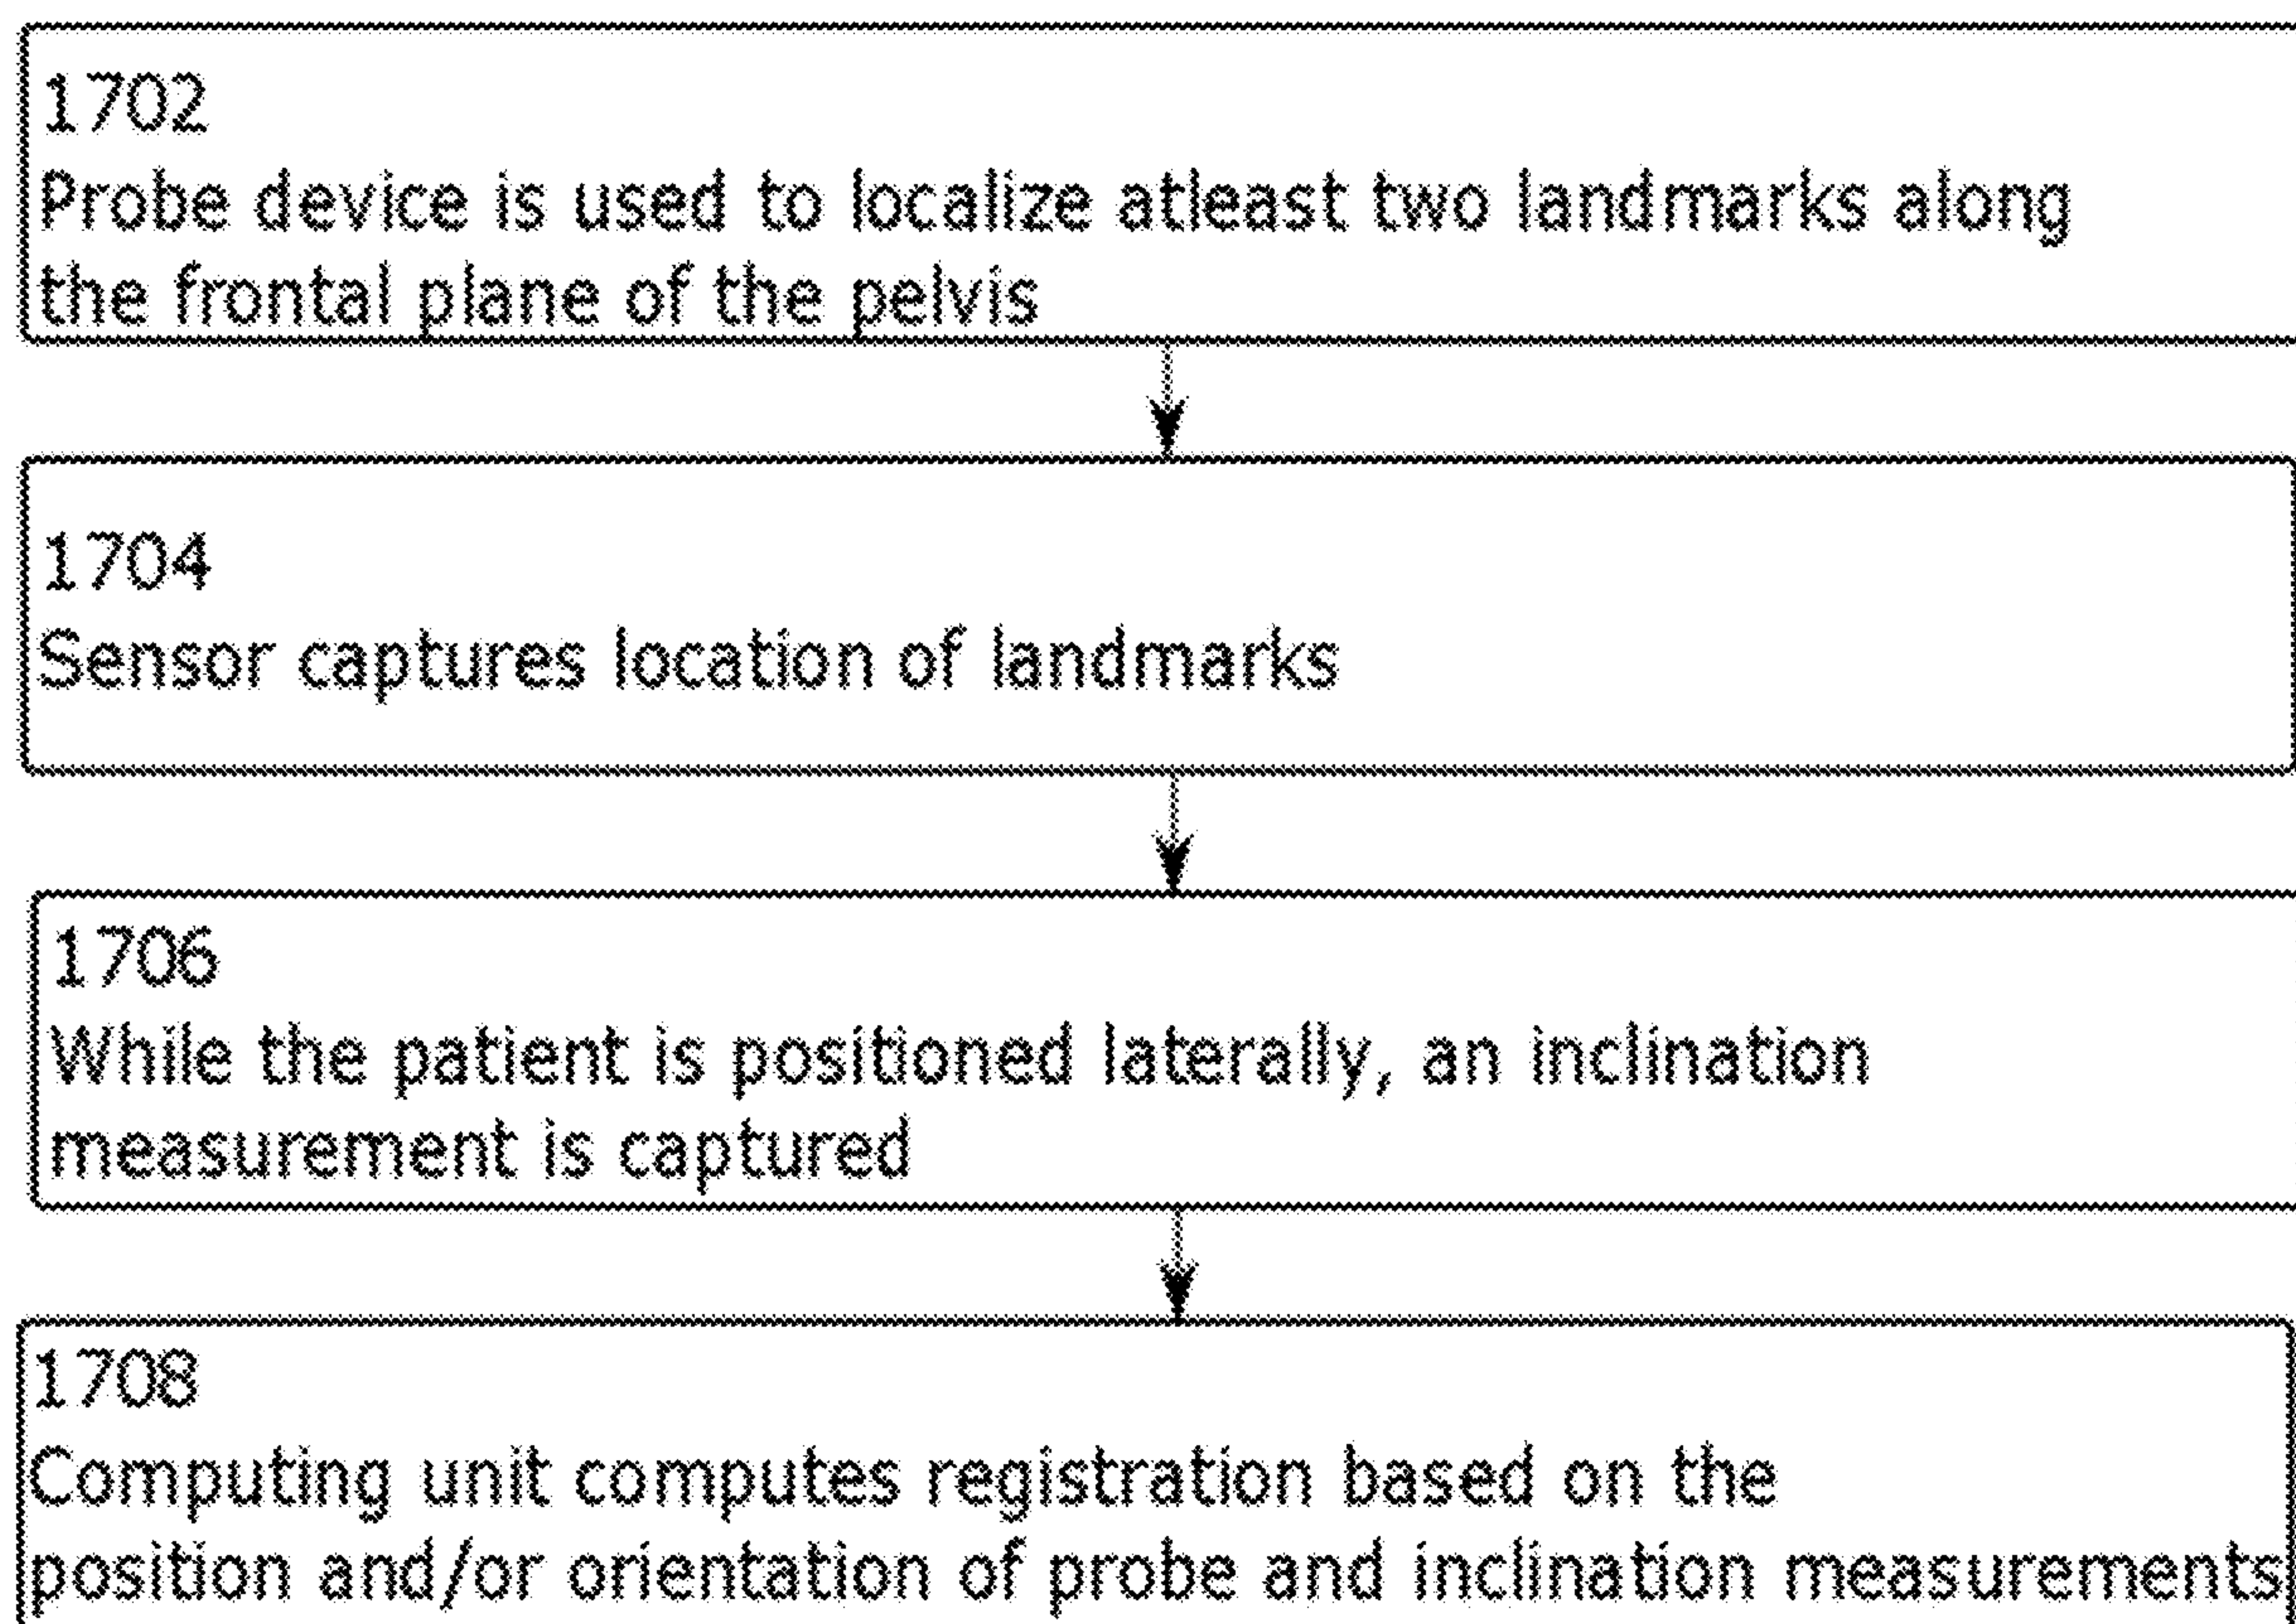 1702
Probe device is used to localize atleast two landmarks along
the frontal plane of the pelvis
1704
Sensor captures location of landmarks
1706
While the patient is positioned laterally, an inclination
measurement is captured
1708
Computing unit computes registration based on the
position and/or orientation of probe and inclination measurements